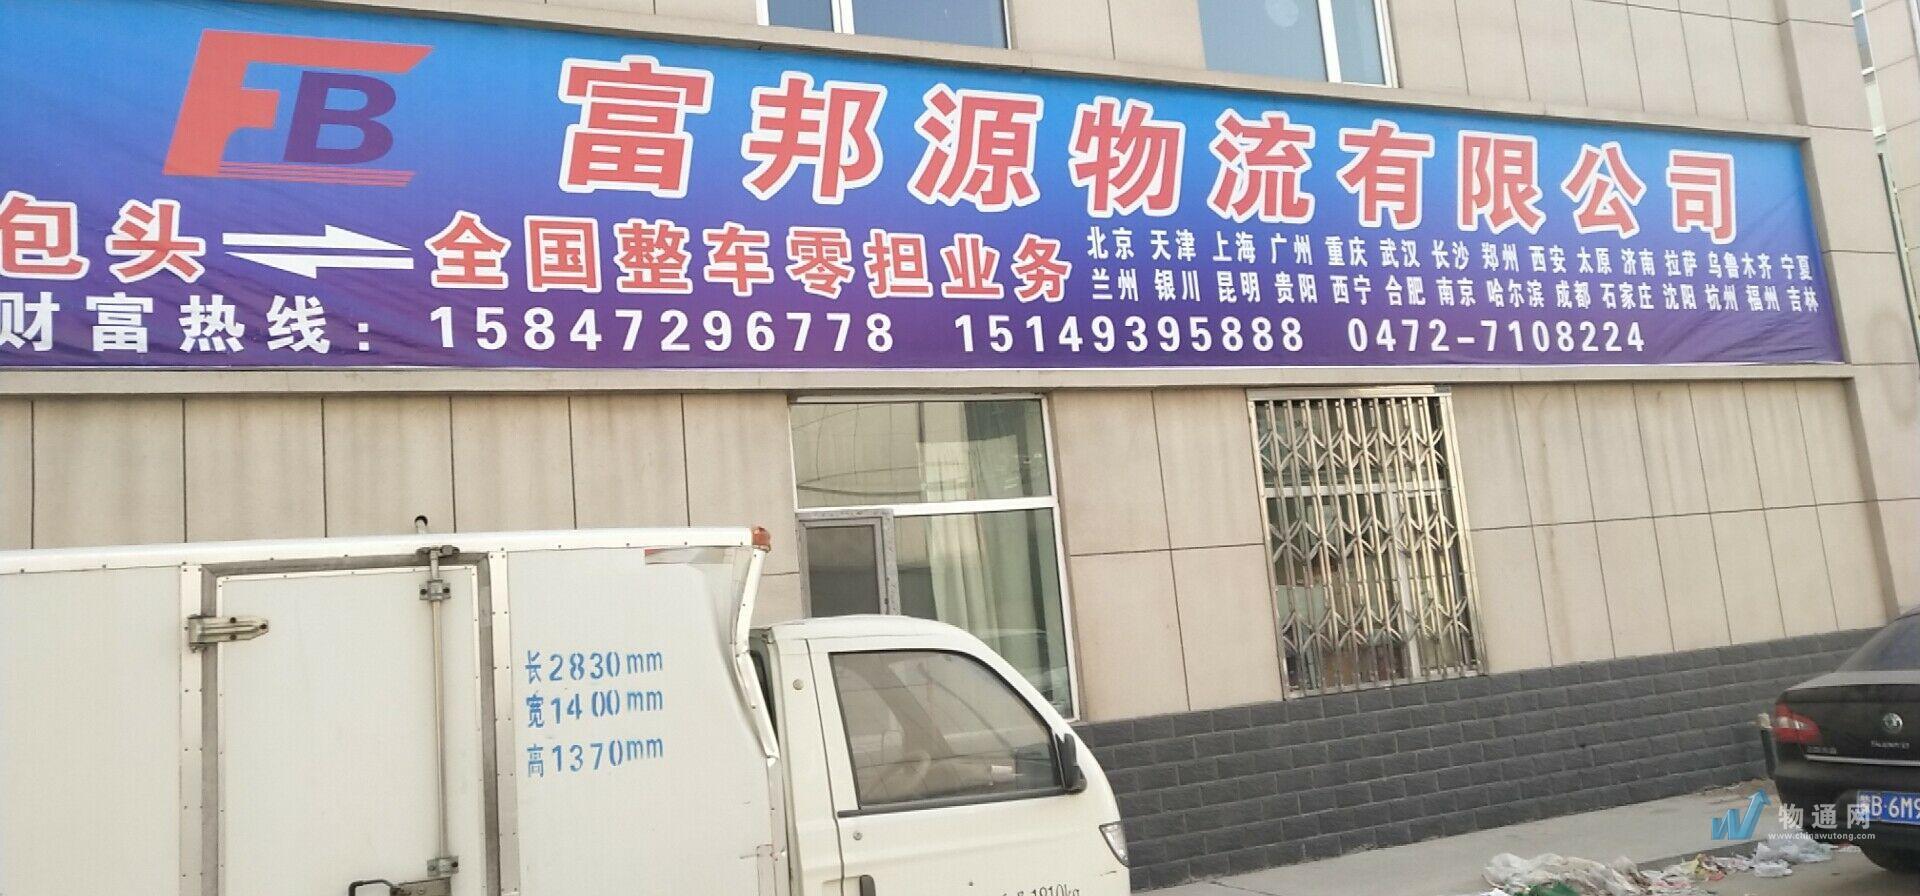 FB
富邦源物流有限公司
包头 全国整车零担业务
北京 天津 上海 广州 重庆 武汉 长沙 郑州 西安 太原 济南 拉萨 乌鲁木齐 宁夏
兰州 银川 昆明 贵阳 西宁 合肥 南京 哈尔滨 成都 石家庄 沈阳 杭州 福州 吉林
财富热线：15847296778 15149395888 0472-7108224
长2830mm
宽1400mm
高1370mm
1910kg
B·6M9
物通网
www.chinawutong.com